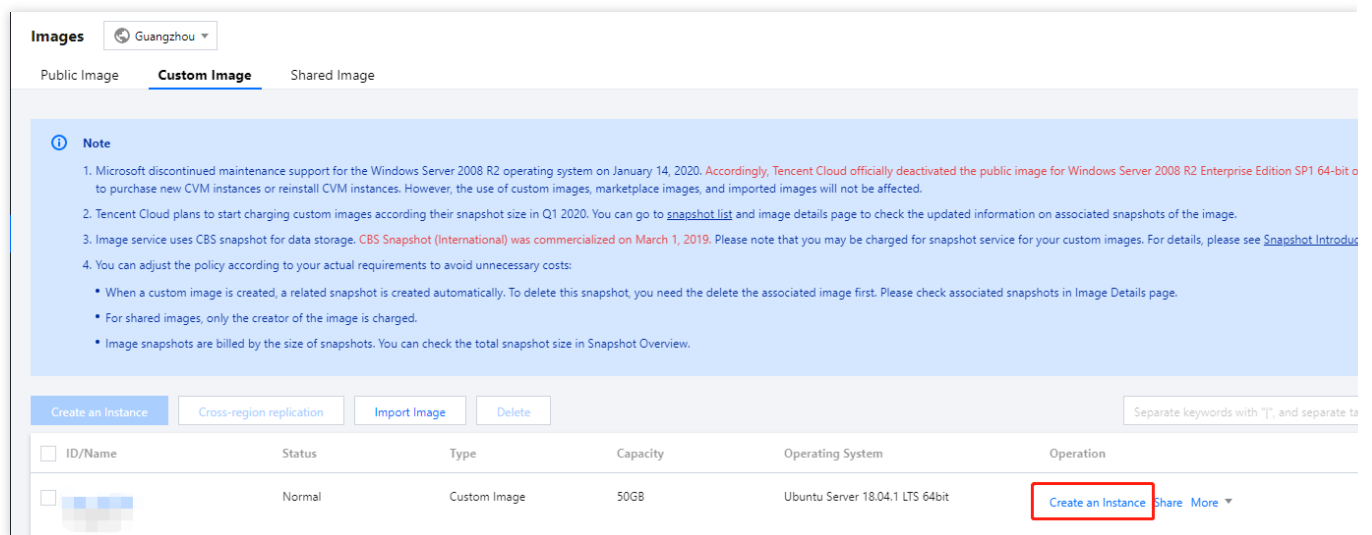 Images Guangzhou
Public Image Custom Image Shared Image
Note
1. Microsoft discontinued maintenance support for the Windows Server 2008 R2 operating system on January 14, 2020. Accordingly, Tencent Cloud officially deactivated the public image for Windows Server 2008 R2 Enterprise Edition SP1 64-bit
to purchase new CVM instances or reinstall CVM instances. However, the use of custom images, marketplace images, and imported images will not be affected.
2. Tencent Cloud plans to start charging custom images according their snapshot size in Q1 2020. You can go to snapshot list and image details page to check the updated information on associated snapshots of the image.
3. Image service uses CBS snapshot for data storage. CBS Snapshot (International) was commercialized on March 1, 2019. Please note that you may be charged for snapshot service for your custom images. For details, please see Snapshot
4. You can adjust the policy according to your actual requirements to avoid unnecessary costs:
• When a custom image is created, a related snapshot is created automatically. To delete this snapshot, you need the delete the associated image first. Please check associated snapshots in Image Details page.
• For shared images, only the creator of the image is charged.
• Image snapshots are billed by the size of snapshots. You can check the total snapshot size in Snapshot Overview.
Create an Instance Cross-region replication Import Image Delete Separate keywords with "|", and separate
ID/Name Status Type Capacity Operating System Operation
Normal Custom Image 50GB Ubuntu Server 18.04.1 LTS 64bit Create an Instance Share More